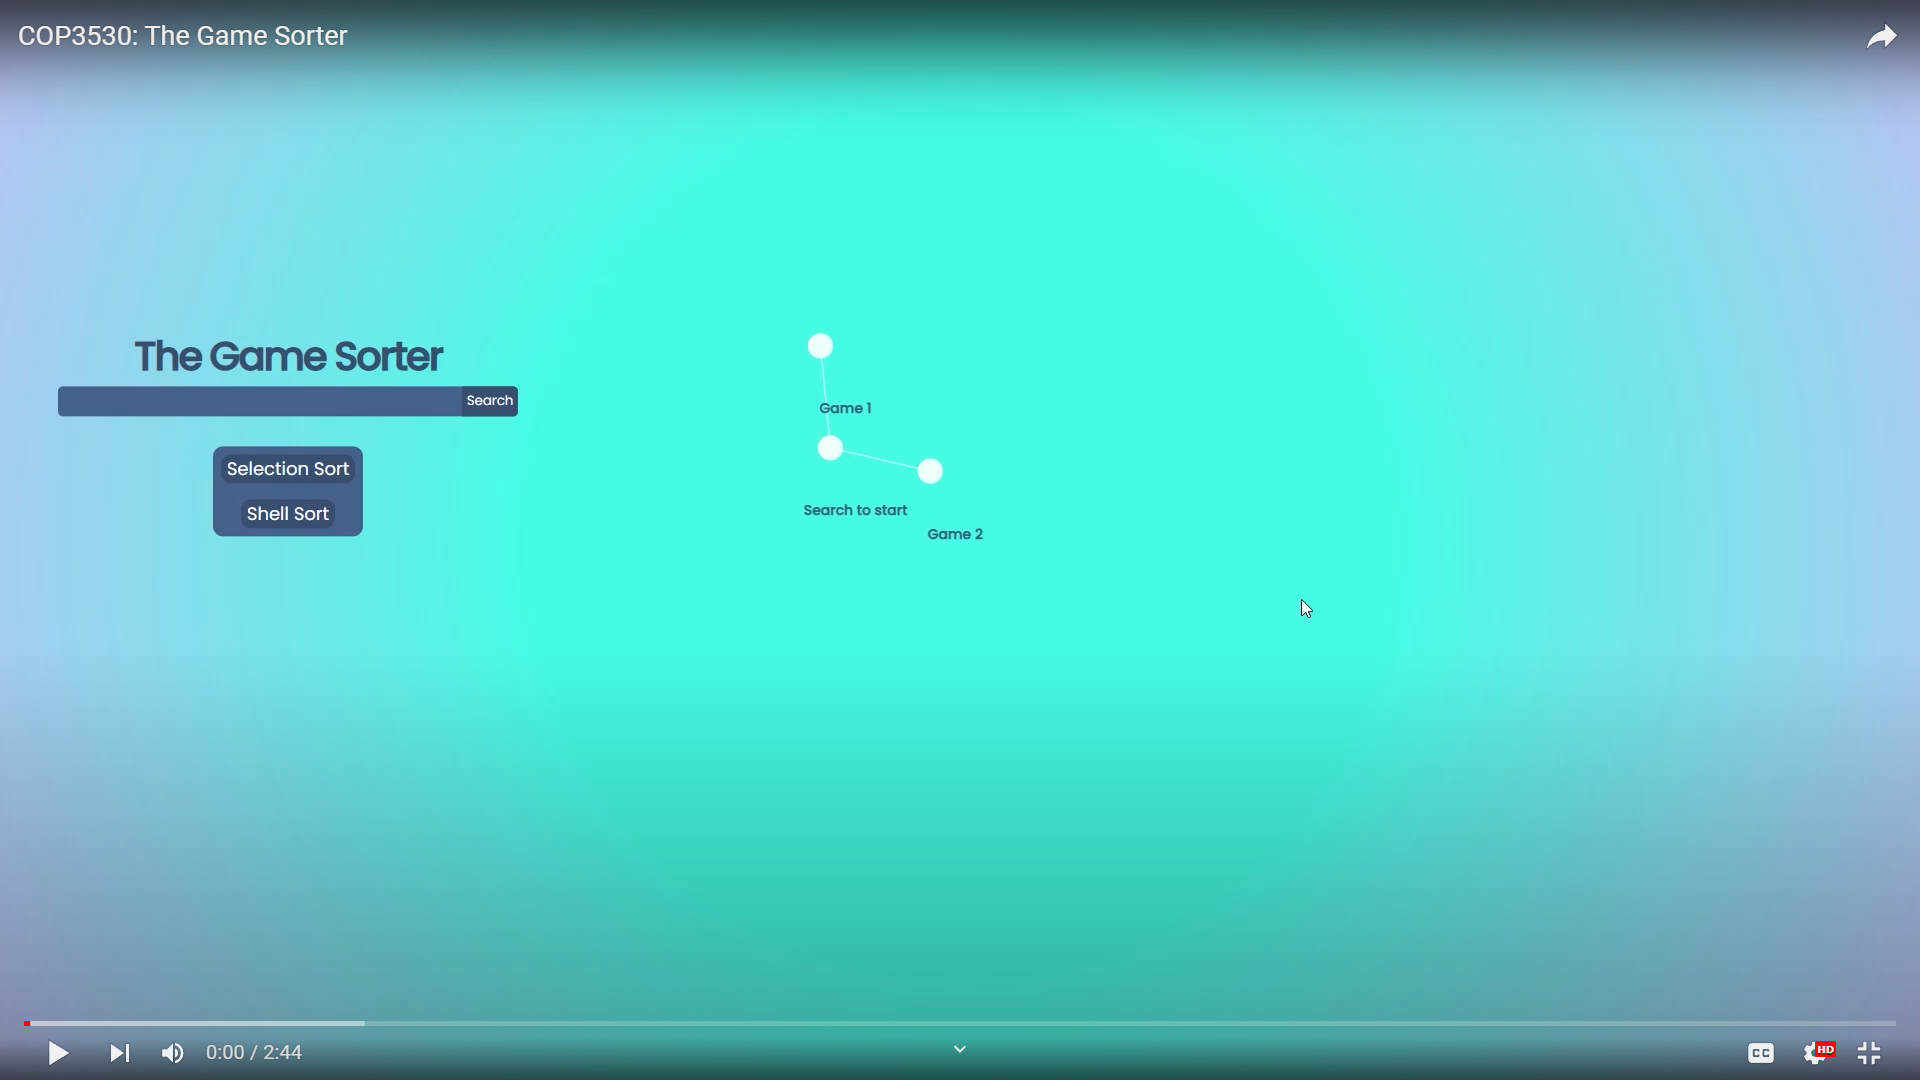 COP3530: The Game Sorter
The Game Sorter
Search
Selection Sort
Shell Sort
Game 1
Search to start
Game 2
0:00 / 2:44
CC
HD